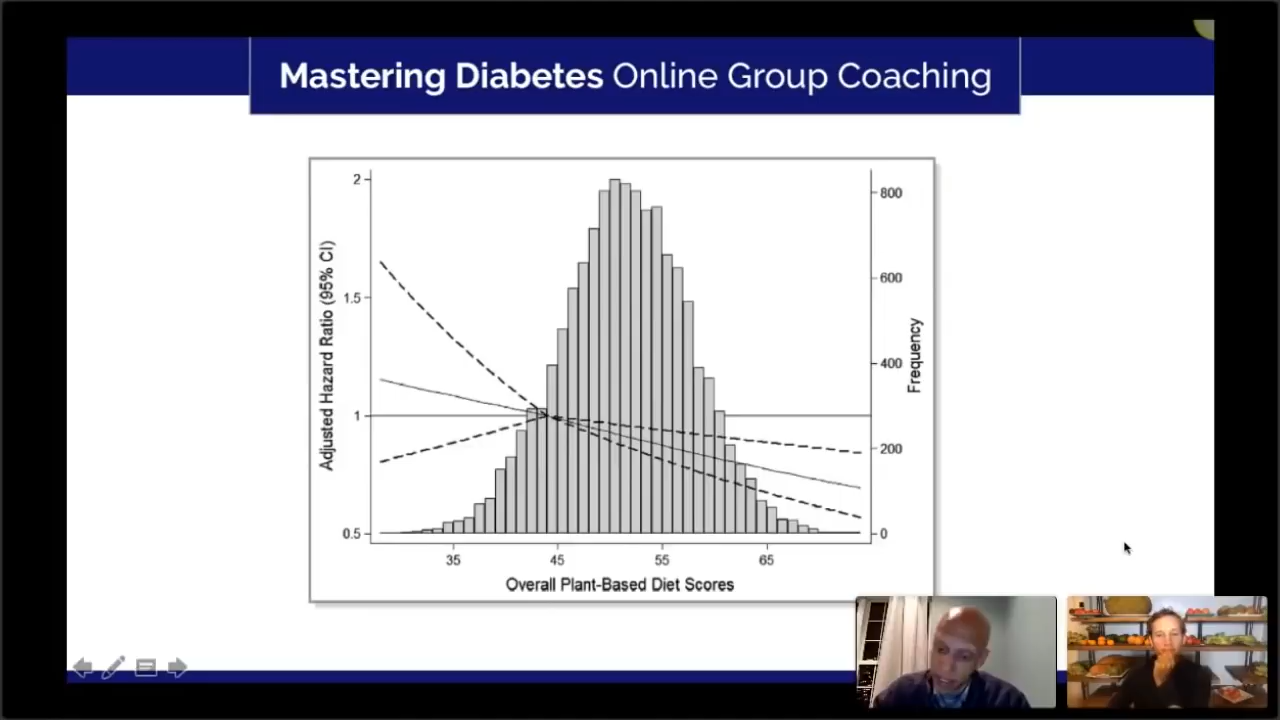 Mastering Diabetes Online Group Coaching
2
1.5
1
0.5
Adjusted Hazard Ratio (95% CI)
800
600
400
200
0
Frequency
35 45 55 65
Overall Plant-Based Diet Scores